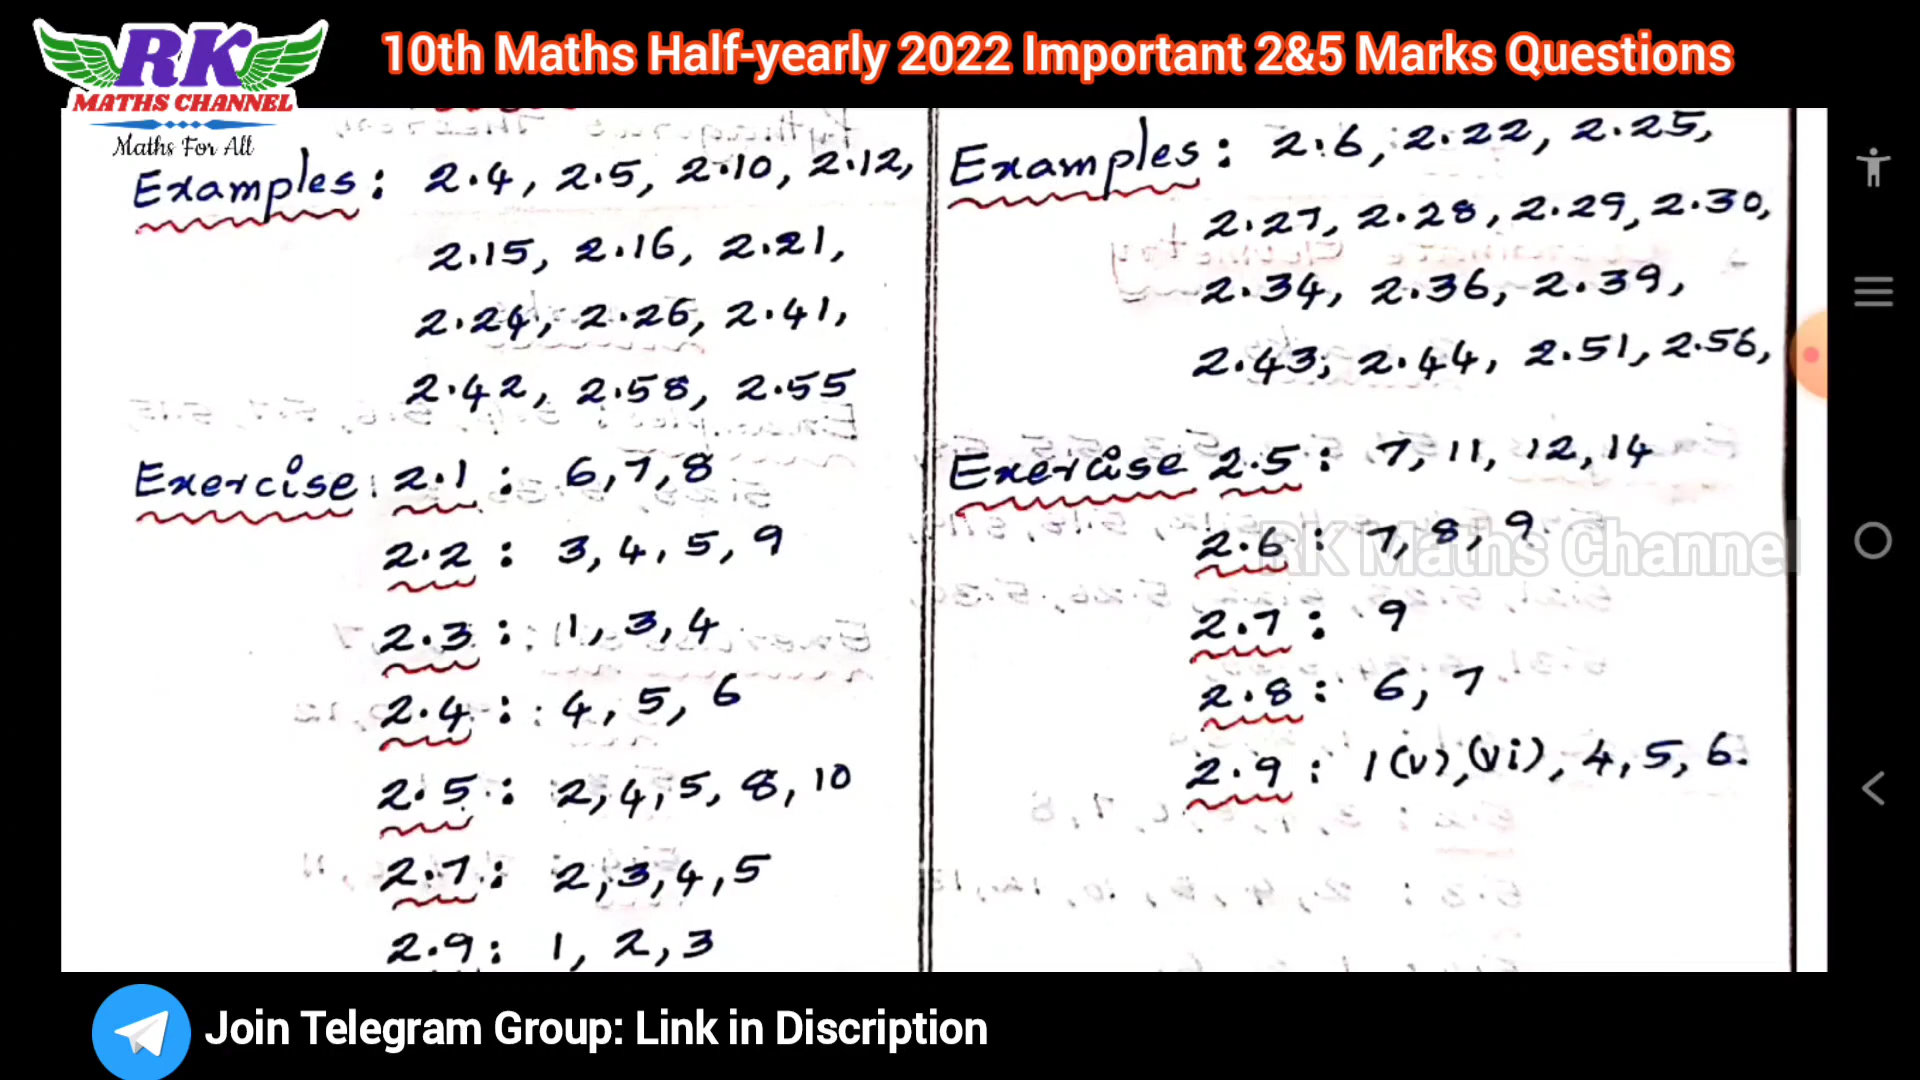 RK
MATHS CHANNEL
Maths For All
10th Maths Half-yearly 2022 Important 2&5 Marks Questions
Examples: 2.4, 2.5, 2.10, 2.12,
2.15, 2.16, 2.21,
2.24, 2.26, 2.41,
2.42, 2.58, 2.55
Exercise 2.1 : 6,7,8
2.2 : 3, 4, 5, 9
2.3 : 1, 3, 4
2.4 : 4, 5, 6
2.5 : 2, 4, 5, 8, 10
2.7 : 2, 3, 4, 5
2.9 : 1, 2, 3
Examples: 2.6, 2.22, 2.25,
2.27, 2.28, 2.29, 2.30,
2.34, 2.36, 2.39,
2.43, 2.44, 2.51, 2.56,
Exercise 2.5 : 7, 11, 12, 14
2.6 : 7, 8, 9
RK Maths Channel
2.7 : 9
2.8 : 6, 7
2.9 : 1(v),(vi), 4, 5, 6.
Join Telegram Group: Link in Discription